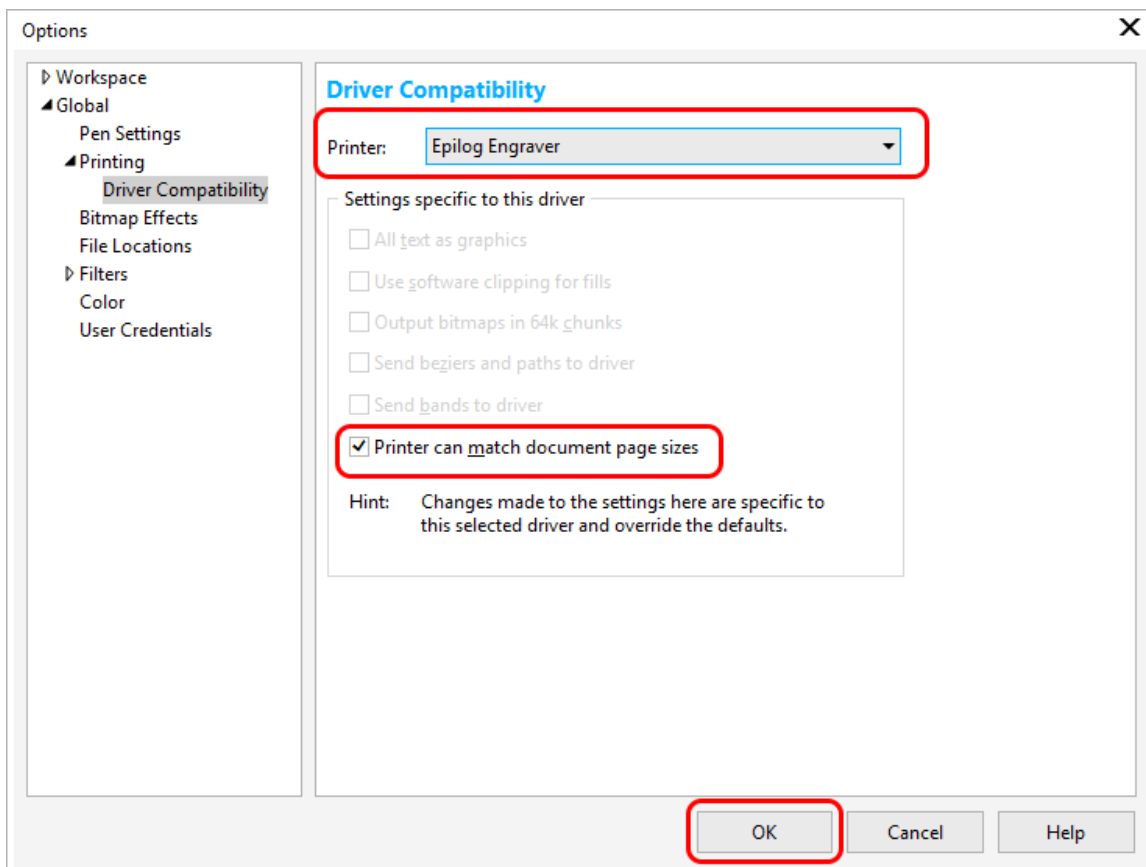 Options
Workspace
Global
Pen Settings
Printing
Driver Compatibility
Bitmap Effects
File Locations
Filters
Color
User Credentials
Driver Compatibility
Printer: Epilog Engraver
Settings specific to this driver
All text as graphics
Use software clipping for fills
Output bitmaps in 64k chunks
Send beziers and paths to driver
Send bands to driver
Printer can match document page sizes
Hint: Changes made to the settings here are specific to
this selected driver and override the defaults.
OK Cancel Help